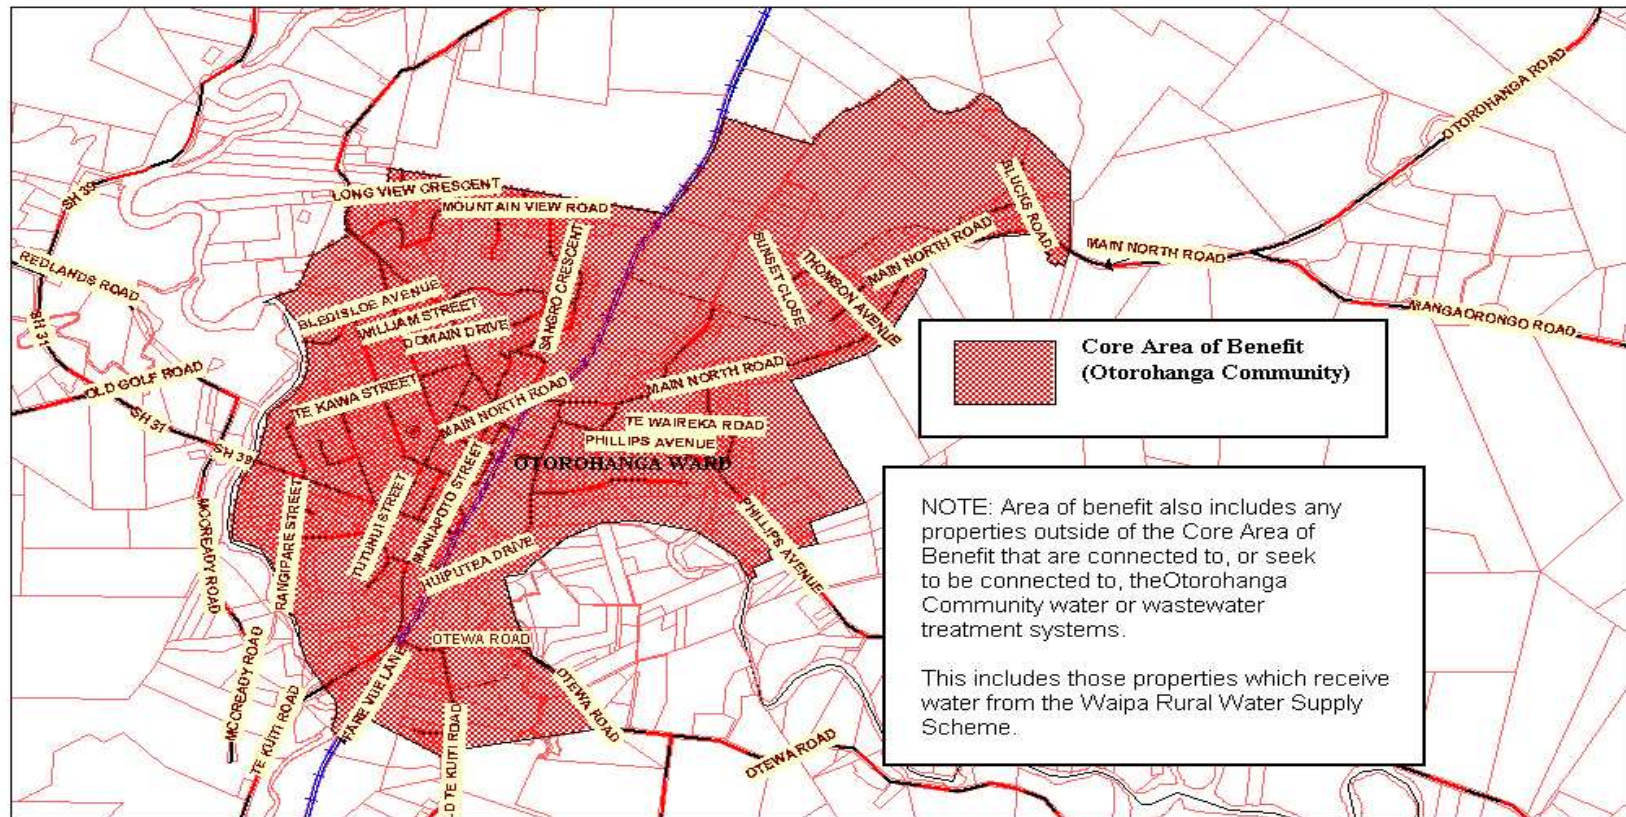 OTOROHANGA ROAD
SH 39
LONG VIEW CRESCENT
MOUNTAIN VIEW ROAD
BLUCKS ROAD
REDLANDS ROAD
SANGRO CRESCENT
SUNSET CLOSE
THOMSON AVENUE
MAIN NORTH ROAD
MAIN NORTH ROAD
BLEDISLOE AVENUE
WILLIAM STREET
DOMAIN DRIVE
MANGAORONGO ROAD
SH 31
OLD GOLF ROAD
TE KAWA STREET
MAIN NORTH ROAD
MAIN NORTH ROAD
Core Area of Benefit
(Otorohanga Community)
SH 31
SH 39
TE WAIREKA ROAD
PHILLIPS AVENUE
OTOROHANGA WARD
MCCREADY ROAD
RANGIPARE STREET
TUTUNUI STREET
MANIAPOTO STREET
HUIPUTEA DRIVE
PHILLIPS AVENUE
NOTE: Area of benefit also includes any
properties outside of the Core Area of
Benefit that are connected to, or seek
to be connected to, theOtorohanga
Community water or wastewater
treatment systems.
This includes those properties which receive
water from the Waipa Rural Water Supply
Scheme.
MCCREADY ROAD
TE KUITI ROAD
FARE VUE LANE
OTEWA ROAD
OTEWA ROAD
LD TE KUITI ROAD
OTEWA ROAD